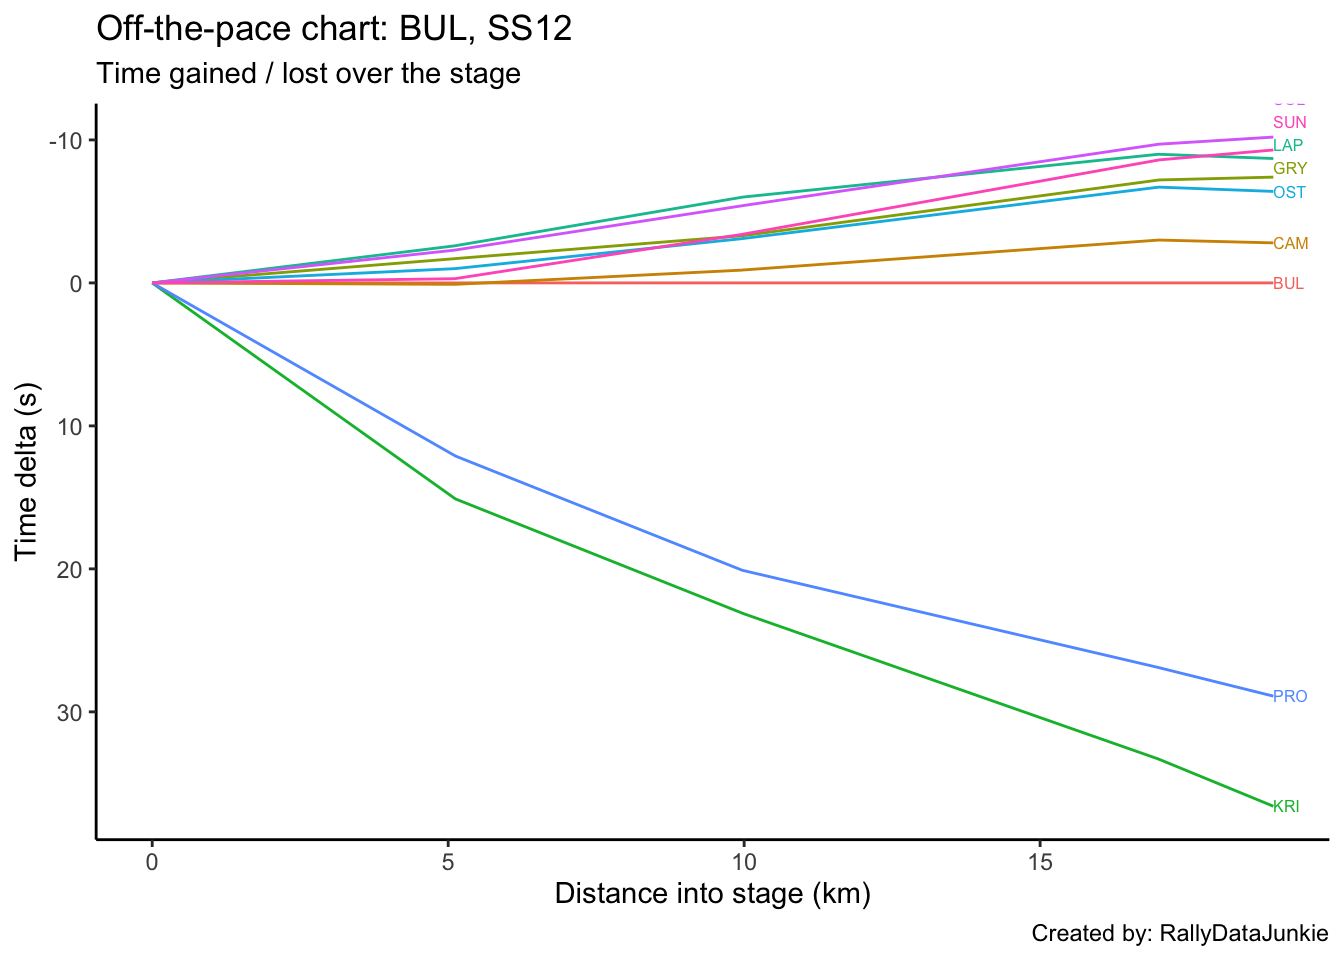 Off-the-pace chart: BUL, SS12
Time gained / lost over the stage
-10
0
10
20
30
Time delta (s)
SUN
LAP
GRY
OST
CAM
BUL
PRO
KRI
0
5
10
15
Distance into stage (km)
Created by: RallyDataJunkie